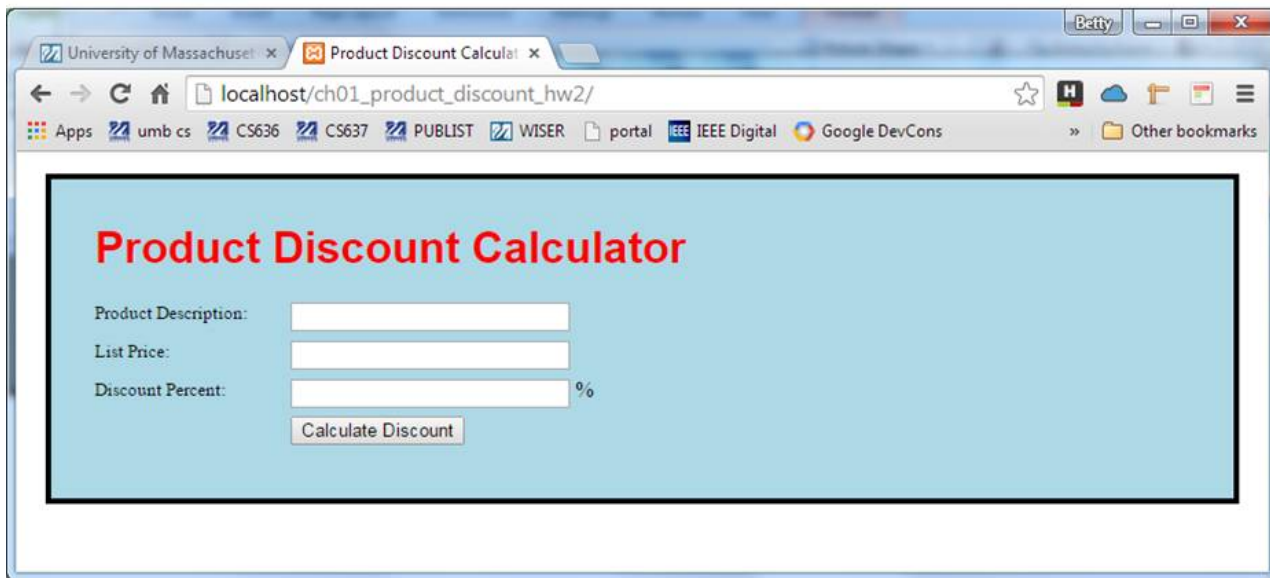 Betty
University of Massachuset
Product Discount Calculat
localhost/ch01_product_discount_hw2/
Apps umb cs CS636 CS637 PUBLIST WISER portal IEEE IEEE Digital Google DevCons » Other bookmarks
Product Discount Calculator
Product Description:
List Price:
Discount Percent: %
Calculate Discount